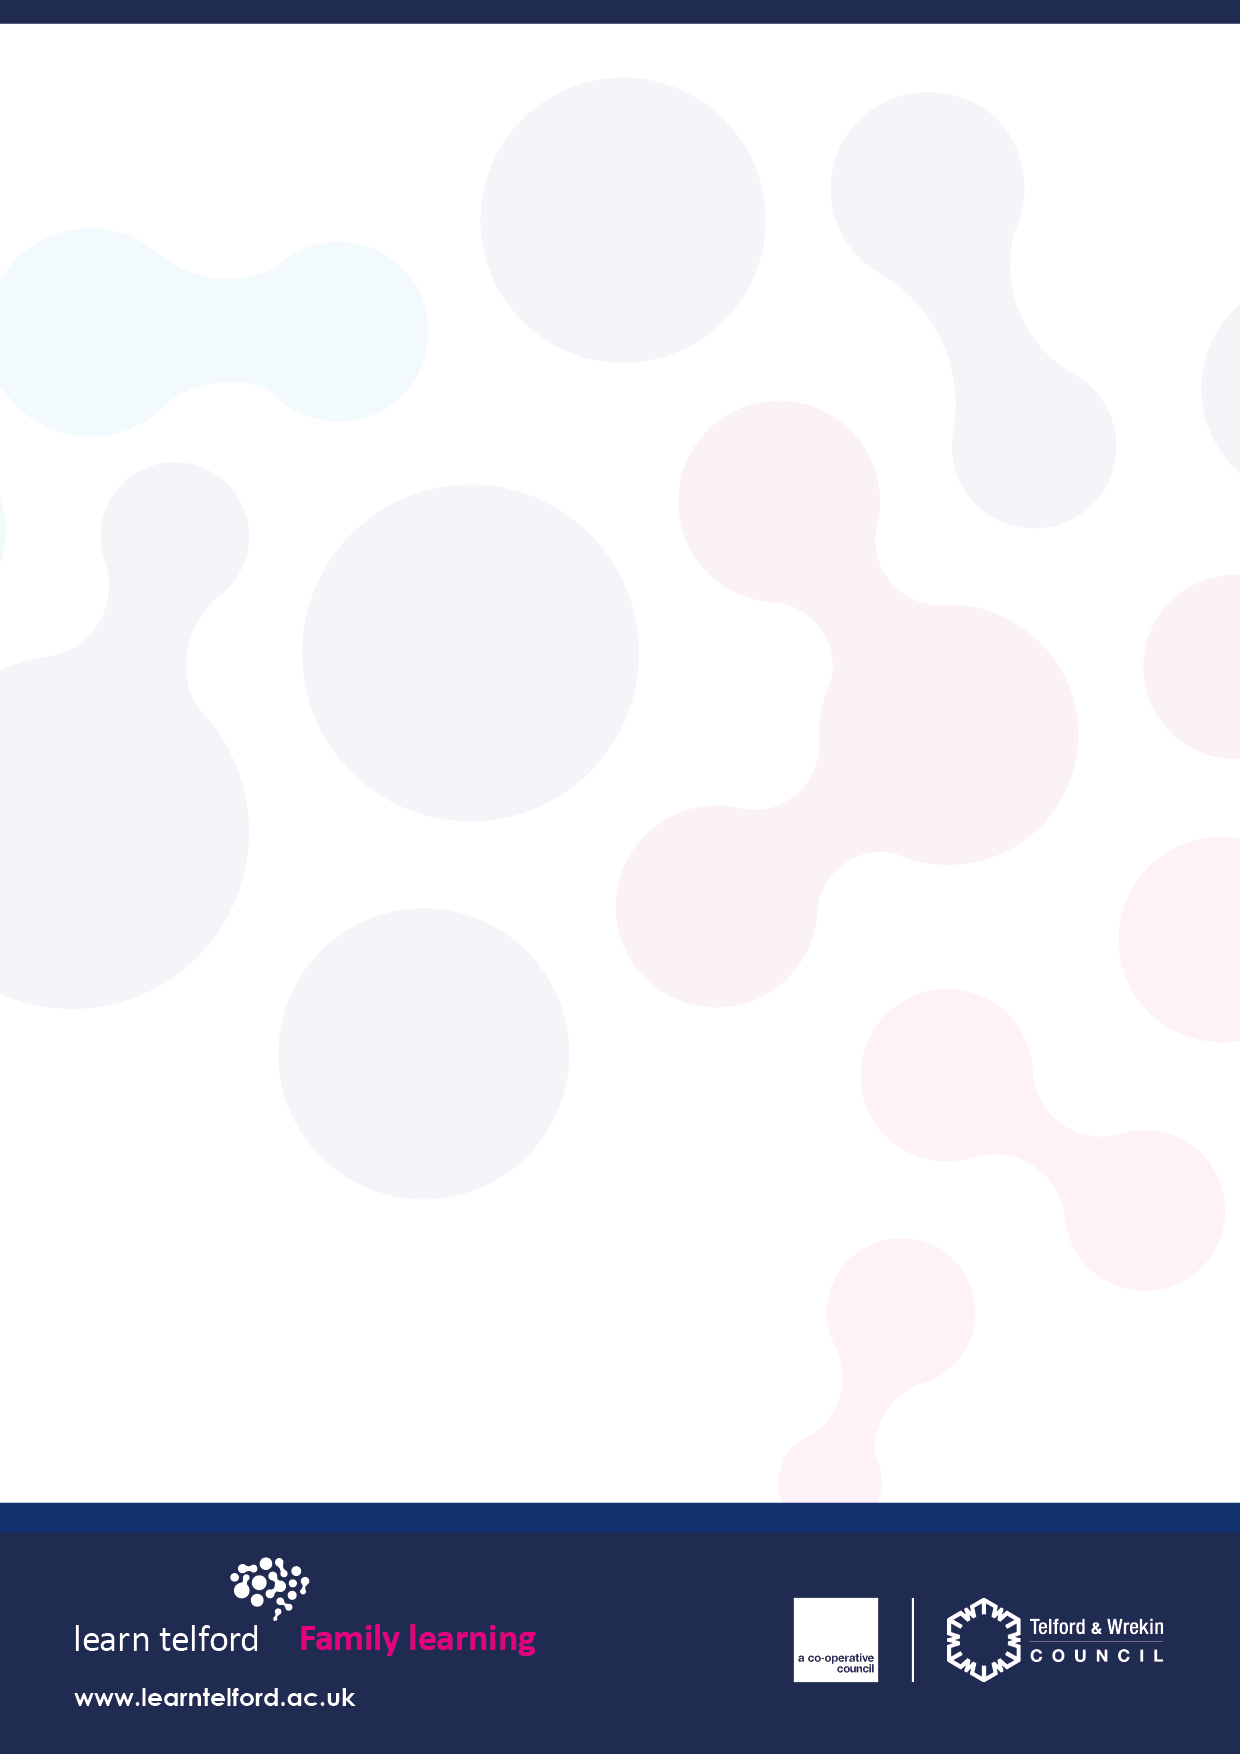 learn telford Family learning
www.learntelford.ac.uk
a co-operative
council
Telford & Wrekin
COUNCIL